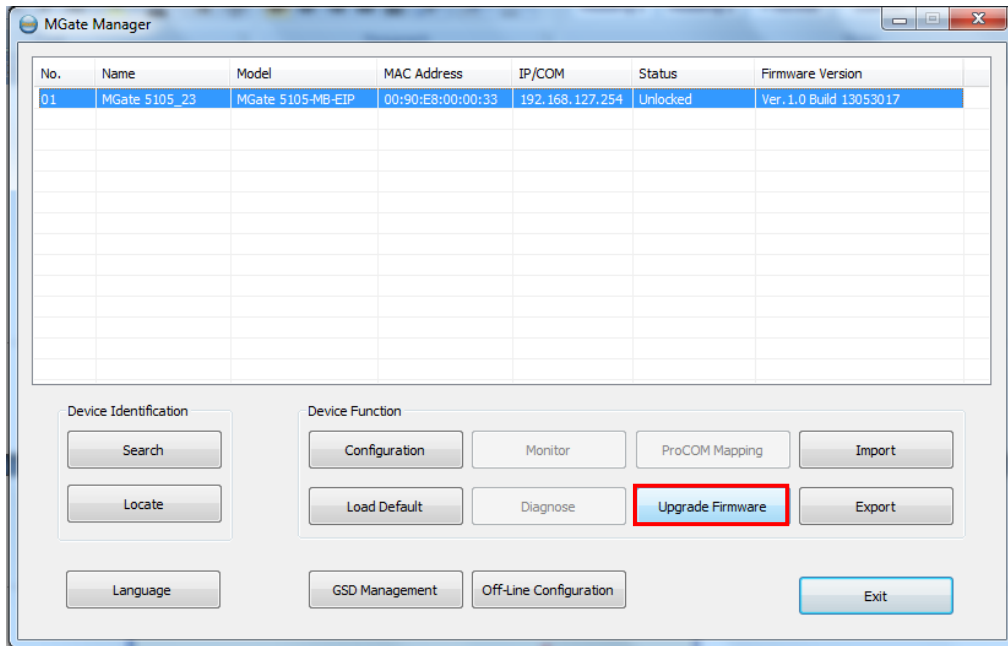 MGate Manager
No. Name Model MAC Address IP/COM Status Firmware Version
01 MGate 5105_23 MGate 5105-MB-EIP 00:90:E8:00:00:33 192.168.127.254 Unlocked Ver.1.0 Build 13053017
Device Identification Device Function
Search Configuration Monitor ProCOM Mapping Import
Locate Load Default Diagnose Upgrade Firmware Export
Language GSD Management Off-Line Configuration Exit